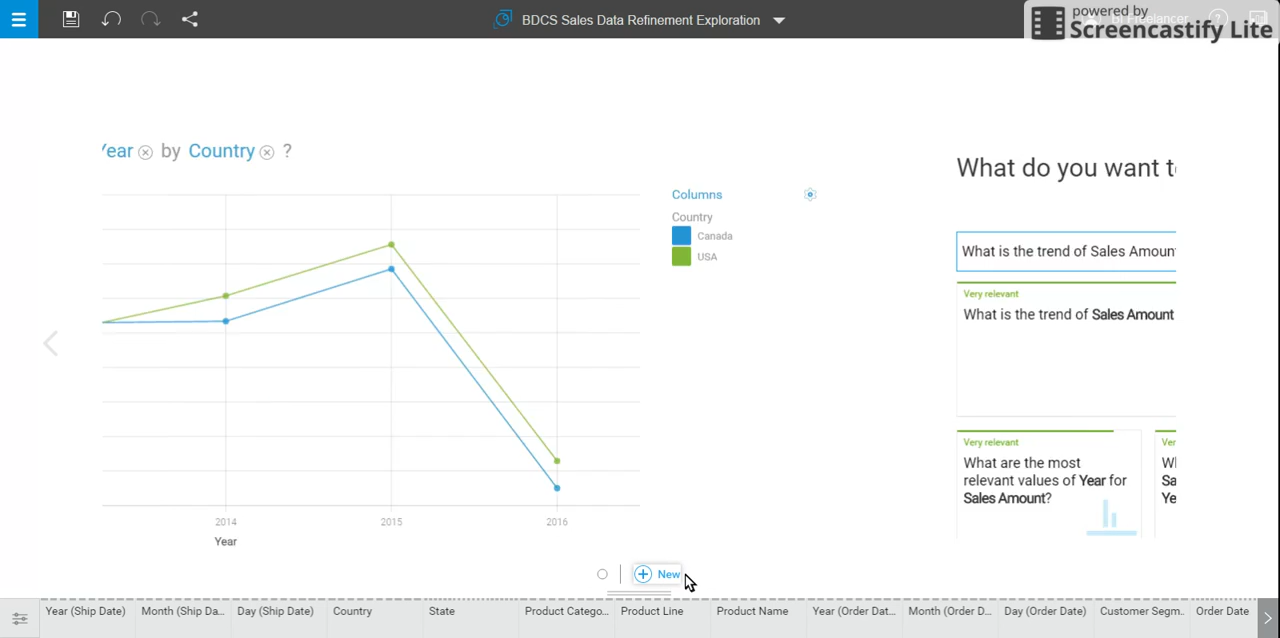 BDCS Sales Data Refinement Exploration
powered by
BI Freelancer ?
Screencastify Lite
Year by Country ?
What do you want t
Columns
Country
Canada
USA
What is the trend of Sales Amoun
Very relevant
What is the trend of Sales Amount
Very relevant
What are the most
relevant values of Year for
Sales Amount?
Ver
Wl
Sa
Ye
2014
2015
2016
Year
New
Year (Ship Date)
Month (Ship Da...
Day (Ship Date)
Country
State
Product Catego...
Product Line
Product Name
Year (Order Dat...
Month (Order D...
Day (Order Date)
Customer Segm..
Order Date